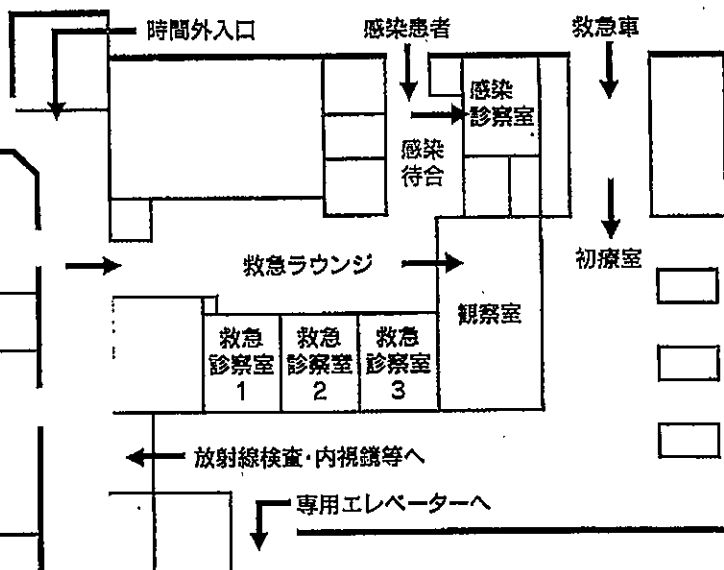 時間外入口
感染患者
救急車
感染
診察室
感染
待合
救急ラウンジ
初療室
観察室
救急
診察室
1
救急
診察室
2
救急
診察室
3
放射線検査・内視鏡等へ
専用エレベーターへ